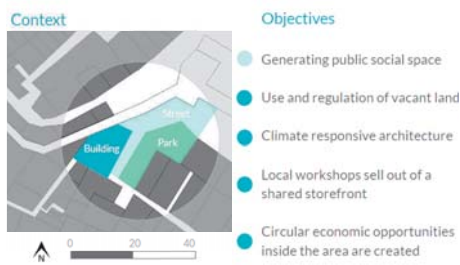 Context
Street
Building
Park
N
0
20
40
Objectives
Generating public social space
Use and regulation of vacant land
Climate responsive architecture
Local workshops sell out of a
shared storefront
Circular economic opportunities
inside the area are created